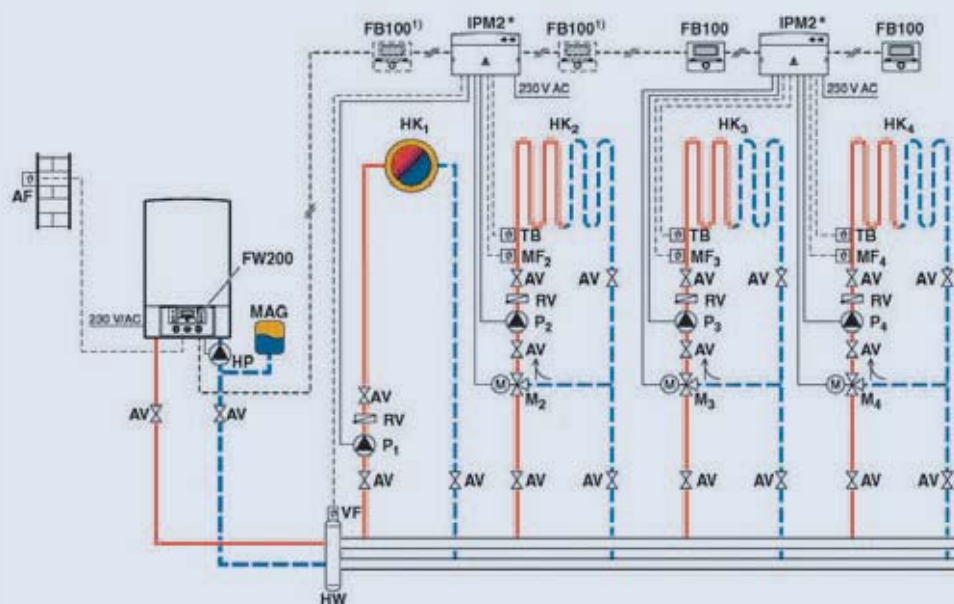 FB100¹⁾ IPM2* FB100¹⁾ FB100 IPM2* FB100
230 V AC 230 V AC
HK₁ HK₂ HK₃ HK₄
AF
TB TB TB
FW200
MF₂ MF₃ MF₄
AV AV AV AV AV AV
MAG
RV RV RV
230 V/AC
P₂ P₃ P₄
HP
AV AV AV
M₂ M₃ M₄
AV
AV AV
RV
P₁
AV AV AV AV AV AV AV AV
VF
HW